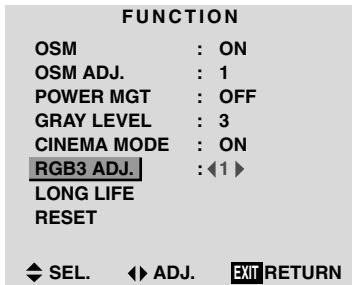 FUNCTION
OSM : ON
OSM ADJ. : 1
POWER MGT : OFF
GRAY LEVEL : 3
CINEMA MODE : ON
RGB3 ADJ. : 1
LONG LIFE
RESET
SEL. ADJ. EXIT RETURN